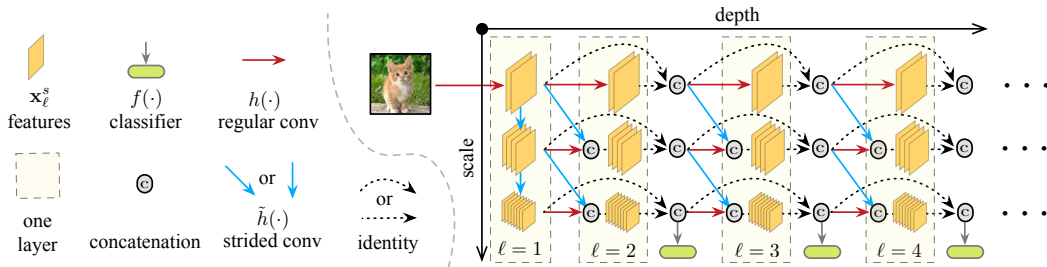 x_ℓ^s
features
f(·)
classifier
h(·)
regular conv
one
layer
c
concatenation
or
h̃(·)
strided conv
or
identity
depth
scale
c c c
c c c c c c
c c c c c c
ℓ = 1 ℓ = 2 ℓ = 3 ℓ = 4